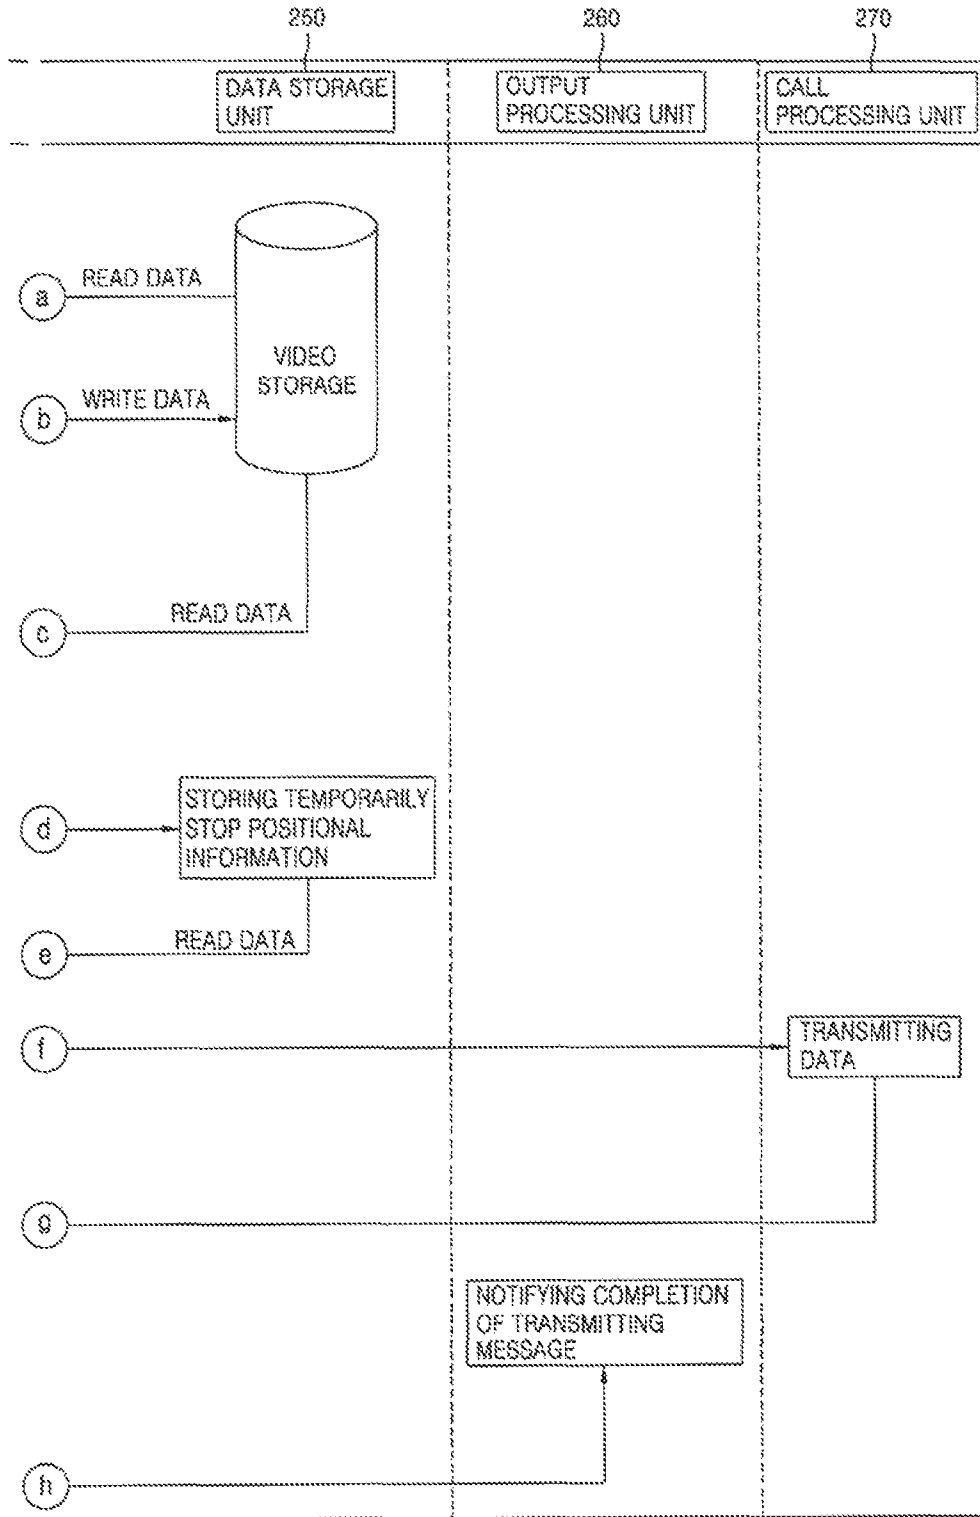 250 260 270
DATA STORAGE
UNIT
OUTPUT
PROCESSING UNIT
CALL
PROCESSING UNIT
READ DATA
a
VIDEO
STORAGE
WRITE DATA
b
READ DATA
c
STORING TEMPORARILY
STOP POSITIONAL
INFORMATION
d
READ DATA
e
f
TRANSMITTING
DATA
g
NOTIFYING COMPLETION
OF TRANSMITTING
MESSAGE
h